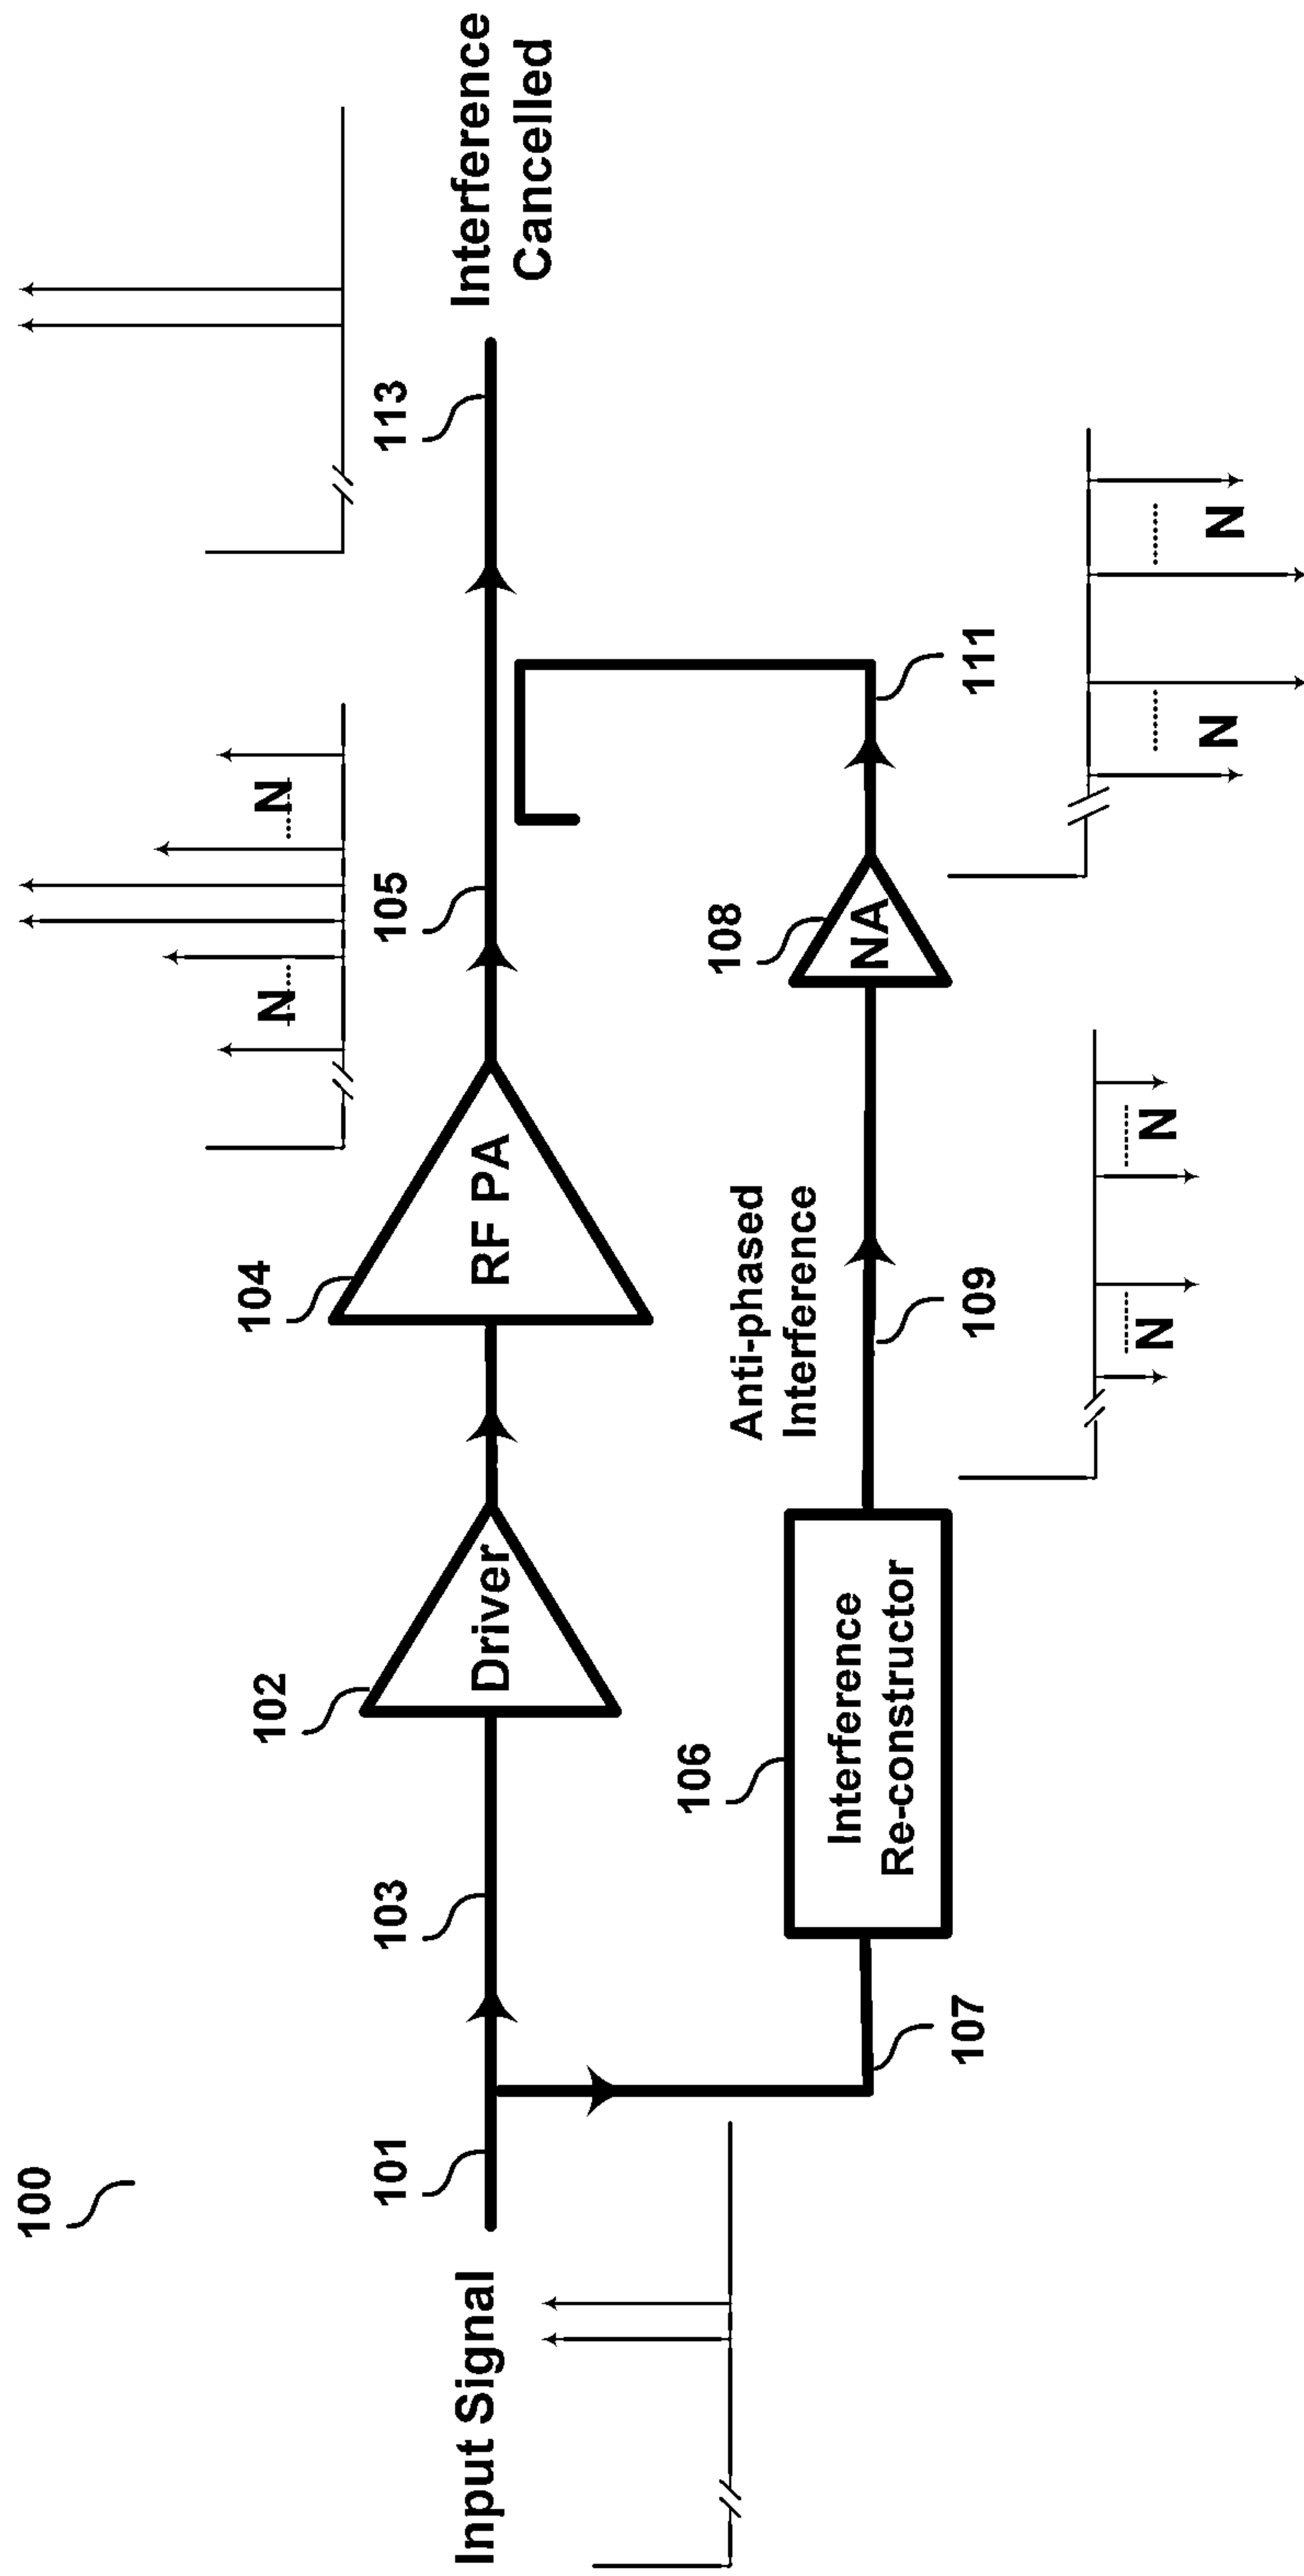 100
Input Signal
101
103
102
Driver
104
RF PA
105
N
N
113
Interference
Cancelled
107
106
Interference
Re-constructor
Anti-phased
Interference
109
N
N
108
NA
111
N
N